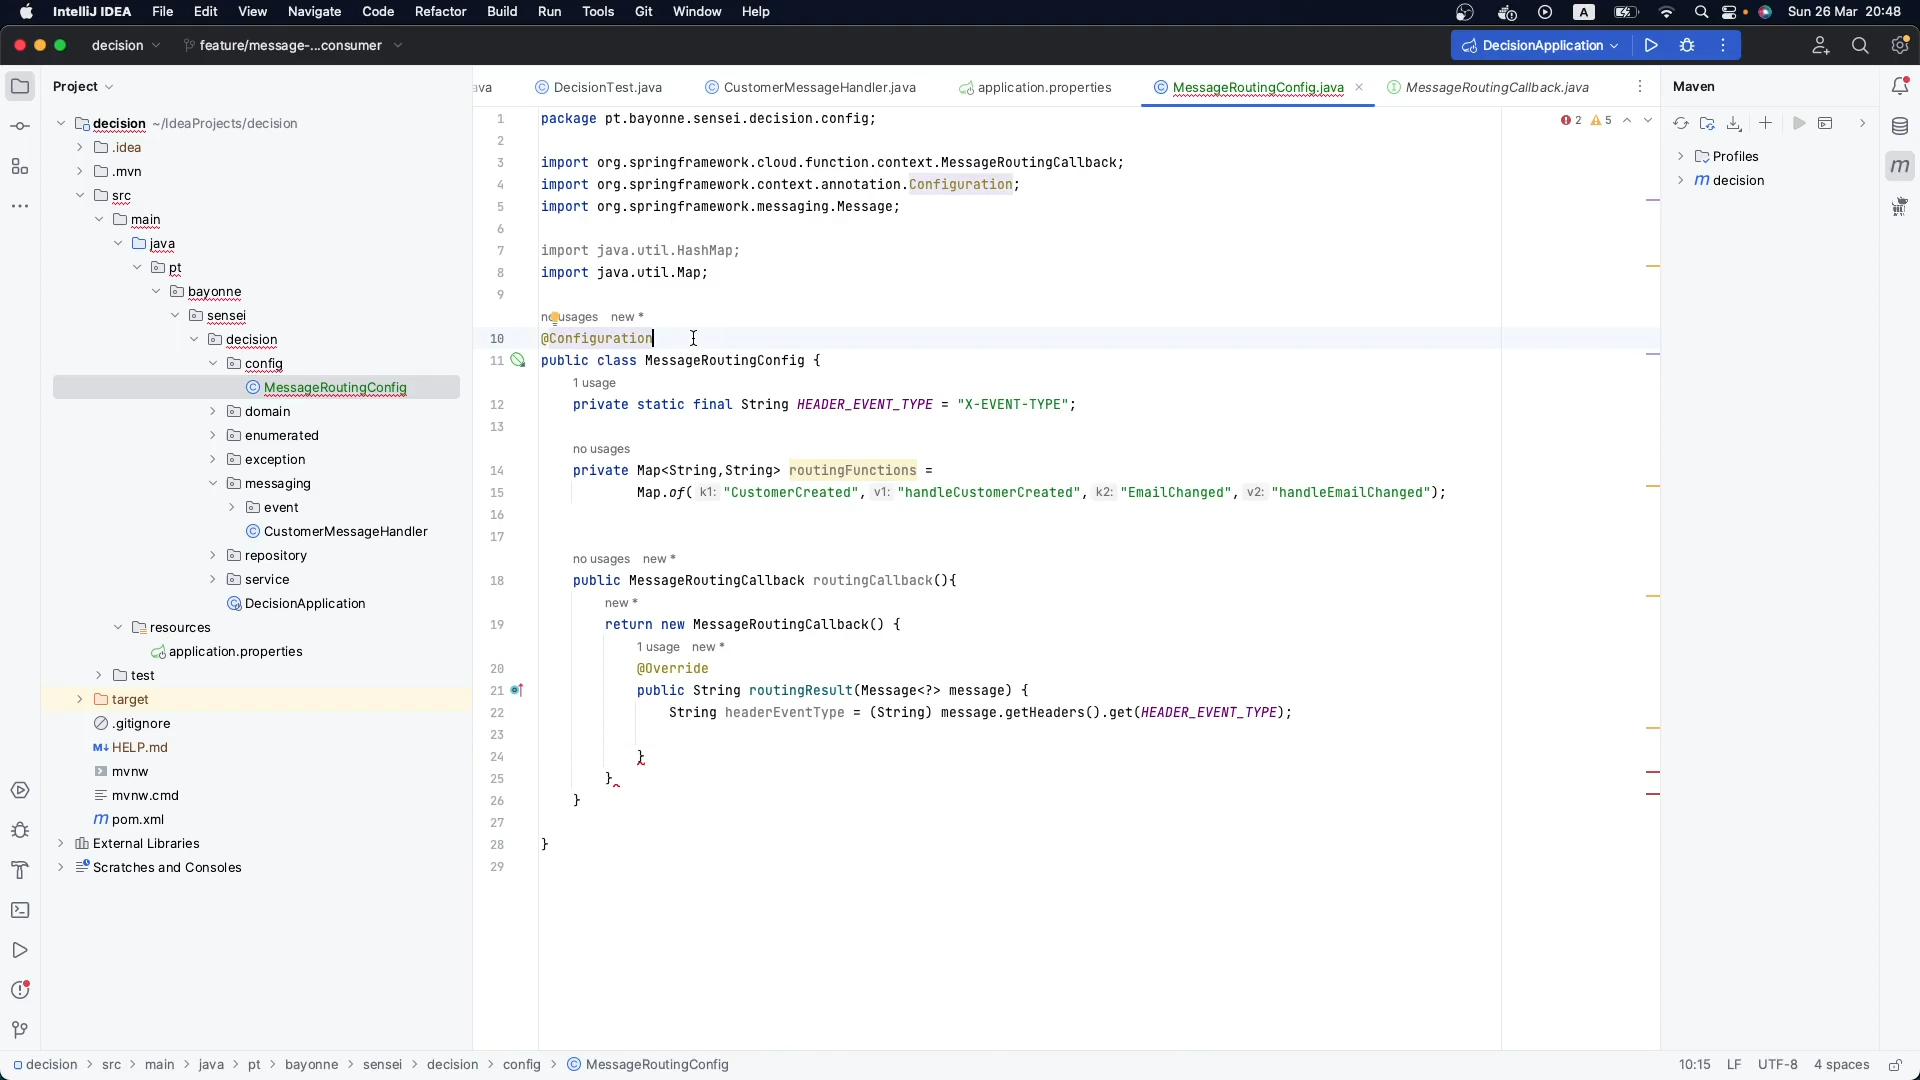 IntelliJ IDEA File Edit View Navigate Code Refactor Build Run Tools Git Window Help
A Sun 26 Mar 20:48
decision feature/message-...consumer
DecisionApplication
Project
ava DecisionTest.java CustomerMessageHandler.java application.properties MessageRoutingConfig.java MessageRoutingCallback.java
Maven
decision ~/IdeaProjects/decision
.idea
.mvn
src
main
java
pt
bayonne
sensei
decision
config
MessageRoutingConfig
domain
enumerated
exception
messaging
event
CustomerMessageHandler
repository
service
DecisionApplication
resources
application.properties
test
target
.gitignore
HELP.md
mvnw
mvnw.cmd
pom.xml
External Libraries
Scratches and Consoles
2 5
1 package pt.bayonne.sensei.decision.config;
2
3 import org.springframework.cloud.function.context.MessageRoutingCallback;
4 import org.springframework.context.annotation.Configuration;
5 import org.springframework.messaging.Message;
6
7 import java.util.HashMap;
8 import java.util.Map;
9
no usages new *
10 @Configuration
11 public class MessageRoutingConfig {
1 usage
12 private static final String HEADER_EVENT_TYPE = "X-EVENT-TYPE";
13
no usages
14 private Map<String,String> routingFunctions =
15 Map.of( k1: "CustomerCreated", v1: "handleCustomerCreated", k2: "EmailChanged", v2: "handleEmailChanged");
16
17
no usages new *
18 public MessageRoutingCallback routingCallback(){
new *
19 return new MessageRoutingCallback() {
1 usage new *
20 @Override
21 public String routingResult(Message<?> message) {
22 String headerEventType = (String) message.getHeaders().get(HEADER_EVENT_TYPE);
23
24 }
25 }
26 }
27
28 }
29
Profiles
decision
decision > src > main > java > pt > bayonne > sensei > decision > config > MessageRoutingConfig
10:15 LF UTF-8 4 spaces